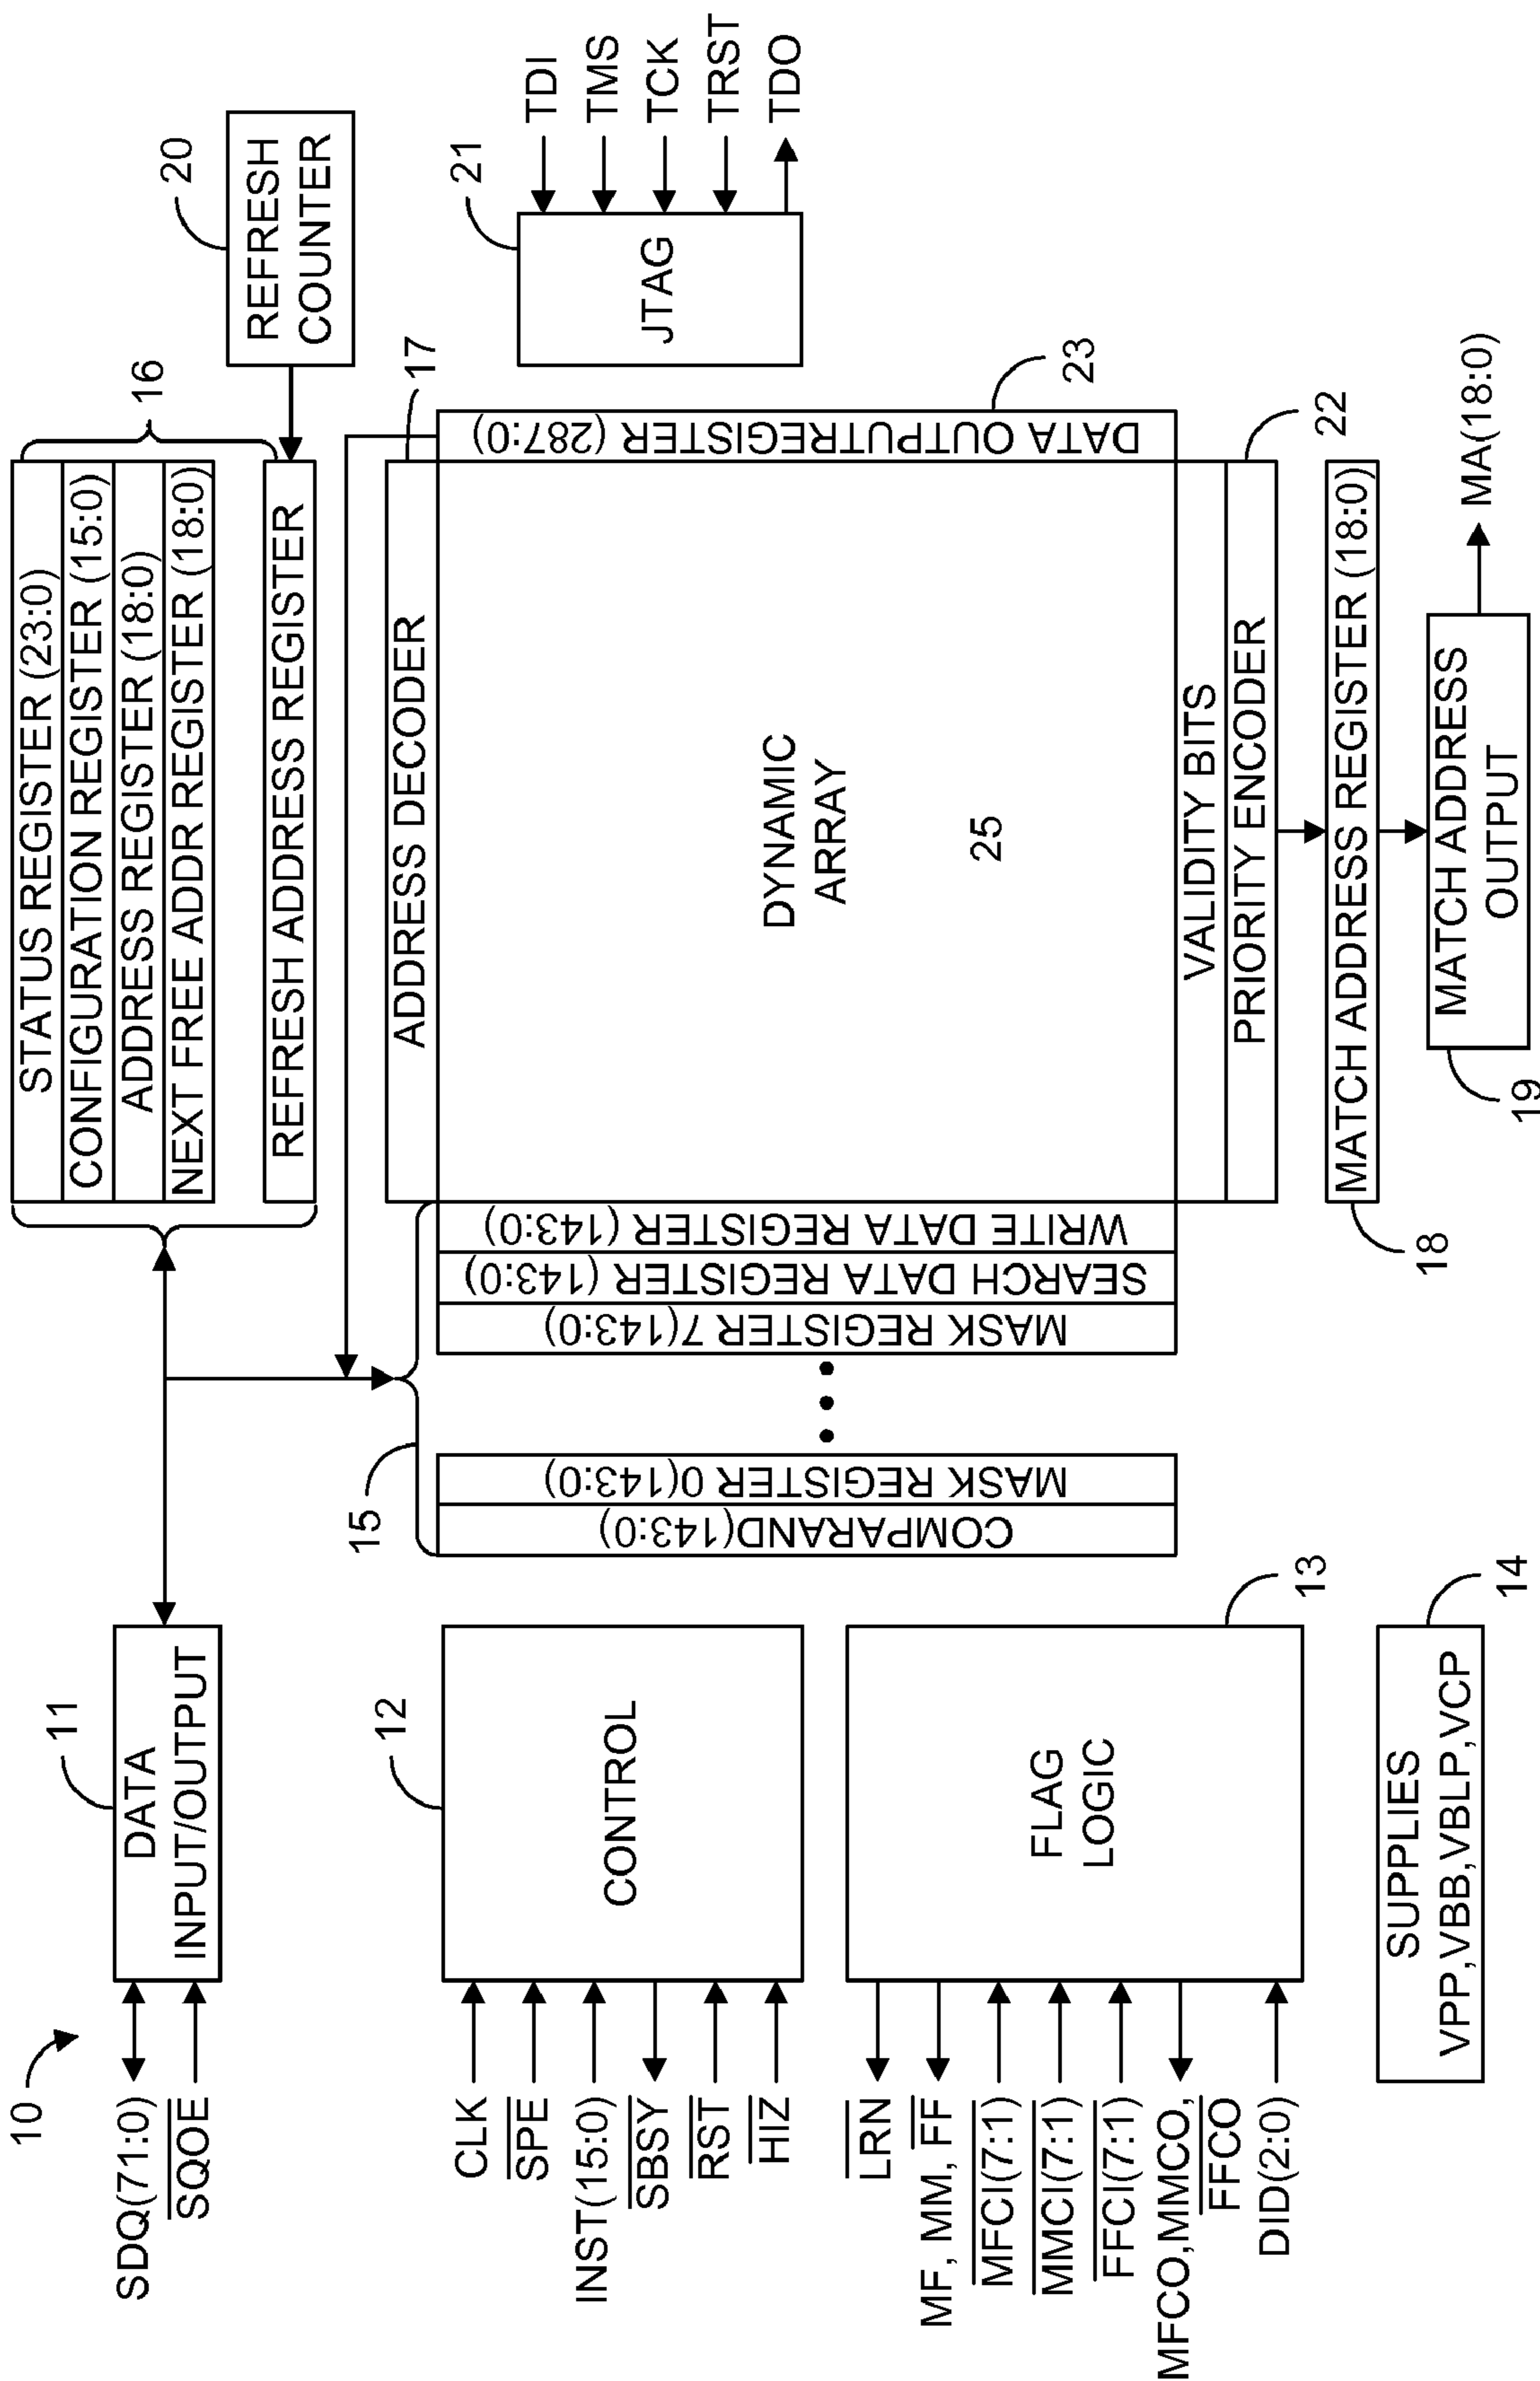 10
SDQ(71:0)
SQOE
11
DATA
INPUT/OUTPUT
STATUS REGISTER (23:0)
CONFIGURATION REGISTER (15:0)
ADDRESS REGISTER (18:0)
NEXT FREE ADDR REGISTER (18:0)
REFRESH ADDRESS REGISTER
16
20
REFRESH
COUNTER
CLK
SPE
INST(15:0)
SBSY
RST
HIZ
12
CONTROL
15
COMPARAND(143:0)
MASK REGISTER 0(143:0)
MASK REGISTER 7(143:0)
SEARCH DATA REGISTER (143:0)
WRITE DATA REGISTER (143:0)
ADDRESS DECODER
17
DYNAMIC
ARRAY
25
DATA OUTPUTREGISTER (287:0)
23
21
JTAG
TDI
TMS
TCK
TRST
TDO
LRN
MF, MM, FF
MFCI(7:1)
MMCI(7:1)
FFCI(7:1)
MFCO,MMCO,
FFCO
DID(2:0)
FLAG
LOGIC
13
VALIDITY BITS
PRIORITY ENCODER
22
MATCH ADDRESS REGISTER (18:0)
18
SUPPLIES
VPP,VBB,VBLP,VCP
14
MATCH ADDRESS
OUTPUT
19
MA(18:0)